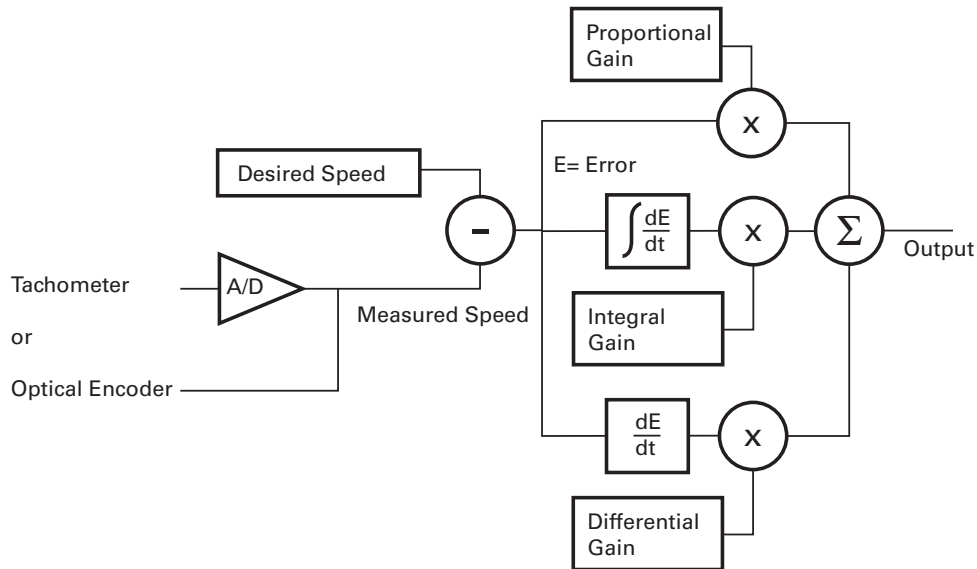 Proportional
Gain
x
Desired Speed
E= Error
-
∫ dE
dt
x
Σ
Output
Tachometer
A/D
Measured Speed
or
Integral
Gain
Optical Encoder
dE
dt
x
Differential
Gain